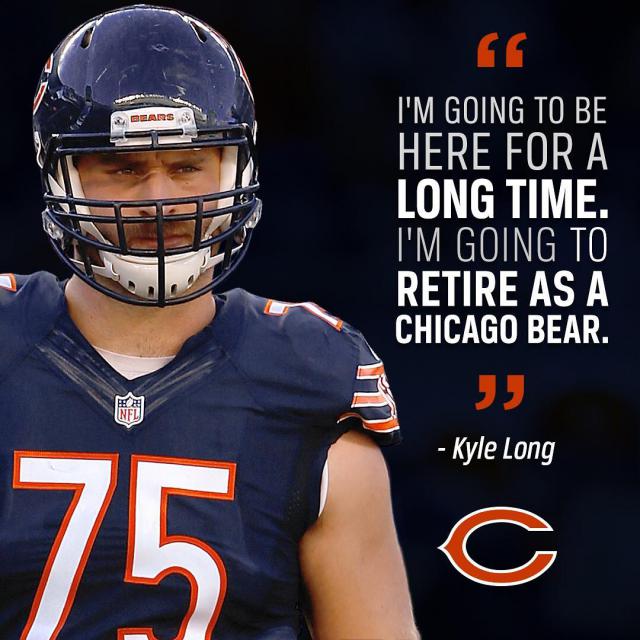 “
I'M GOING TO BE
HERE FOR A
LONG TIME.
I'M GOING TO
RETIRE AS A
CHICAGO BEAR.
”
- Kyle Long
C
BEARS
NFL
75